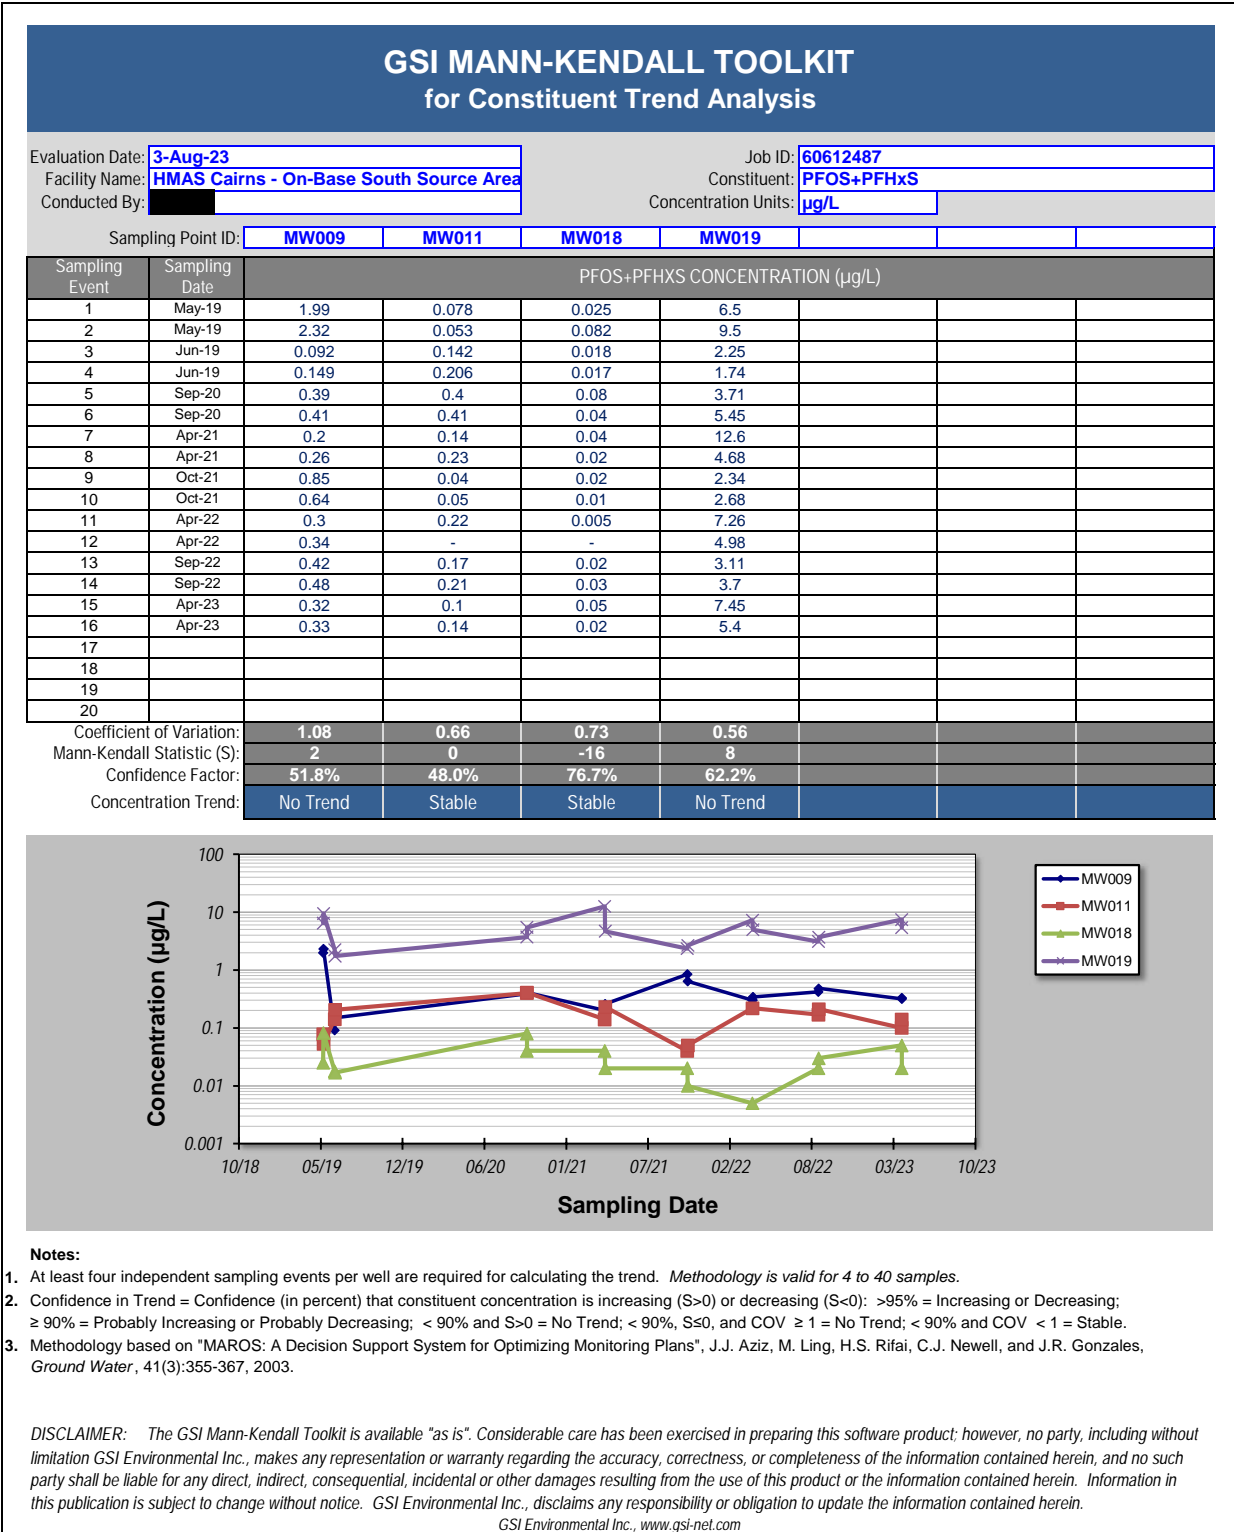 GSI MANN-KENDALL TOOLKIT
for Constituent Trend Analysis
Evaluation Date: 3-Aug-23 Job ID: 60612487
Facility Name: HMAS Cairns - On-Base South Source Area Constituent: PFOS+PFHxS
Conducted By: Concentration Units: µg/L
Sampling Point ID: MW009 MW011 MW018 MW019
Sampling Event Sampling Date PFOS+PFHXS CONCENTRATION (µg/L)
1 May-19 1.99 0.078 0.025 6.5
2 May-19 2.32 0.053 0.082 9.5
3 Jun-19 0.092 0.142 0.018 2.25
4 Jun-19 0.149 0.206 0.017 1.74
5 Sep-20 0.39 0.4 0.08 3.71
6 Sep-20 0.41 0.41 0.04 5.45
7 Apr-21 0.2 0.14 0.04 12.6
8 Apr-21 0.26 0.23 0.02 4.68
9 Oct-21 0.85 0.04 0.02 2.34
10 Oct-21 0.64 0.05 0.01 2.68
11 Apr-22 0.3 0.22 0.005 7.26
12 Apr-22 0.34 - - 4.98
13 Sep-22 0.42 0.17 0.02 3.11
14 Sep-22 0.48 0.21 0.03 3.7
15 Apr-23 0.32 0.1 0.05 7.45
16 Apr-23 0.33 0.14 0.02 5.4
17
18
19
20
Coefficient of Variation: 1.08 0.66 0.73 0.56
Mann-Kendall Statistic (S): 2 0 -16 8
Confidence Factor: 51.8% 48.0% 76.7% 62.2%
Concentration Trend: No Trend Stable Stable No Trend
Concentration (µg/L)
100
10
1
0.1
0.01
0.001
10/18 05/19 12/19 06/20 01/21 07/21 02/22 08/22 03/23 10/23
Sampling Date
MW009
MW011
MW018
MW019
Notes:
1. At least four independent sampling events per well are required for calculating the trend. Methodology is valid for 4 to 40 samples.
2. Confidence in Trend = Confidence (in percent) that constituent concentration is increasing (S>0) or decreasing (S<0): >95% = Increasing or Decreasing;
≥ 90% = Probably Increasing or Probably Decreasing; < 90% and S>0 = No Trend; < 90%, S≤0, and COV ≥ 1 = No Trend; < 90% and COV < 1 = Stable.
3. Methodology based on "MAROS: A Decision Support System for Optimizing Monitoring Plans", J.J. Aziz, M. Ling, H.S. Rifai, C.J. Newell, and J.R. Gonzales,
Ground Water, 41(3):355-367, 2003.
DISCLAIMER: The GSI Mann-Kendall Toolkit is available "as is". Considerable care has been exercised in preparing this software product; however, no party, including without
limitation GSI Environmental Inc., makes any representation or warranty regarding the accuracy, correctness, or completeness of the information contained herein, and no such
party shall be liable for any direct, indirect, consequential, incidental or other damages resulting from the use of this product or the information contained herein. Information in
this publication is subject to change without notice. GSI Environmental Inc., disclaims any responsibility or obligation to update the information contained herein.
GSI Environmental Inc., www.gsi-net.com